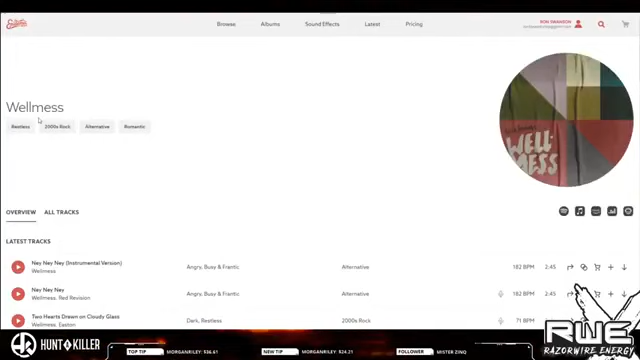 Browse Albums Sound Effects Latest Pricing
RON SWANSON
Wellmess
Restless 2000s Rock Alternative Romantic
WELL
MESS
OVERVIEW ALL TRACKS
LATEST TRACKS
Ney Ney Ney (Instrumental Version) Angry, Busy & Frantic Alternative 182 BPM 2:45
Wellmess
Ney Ney Ney Angry, Busy & Frantic Alternative 182 BPM 2:45
Wellmess, Red Revision
Two Hearts Drawn on Cloudy Glass Dark, Restless 2000s Rock 71 BPM
Wellmess, Easton
RWE
RAZORWIRE ENERGY
HUNT A KILLER TOP TIP MORGANRILEY: $36.61 NEW TIP MORGANRILEY: $24.21 FOLLOWER MISTER ZINQ